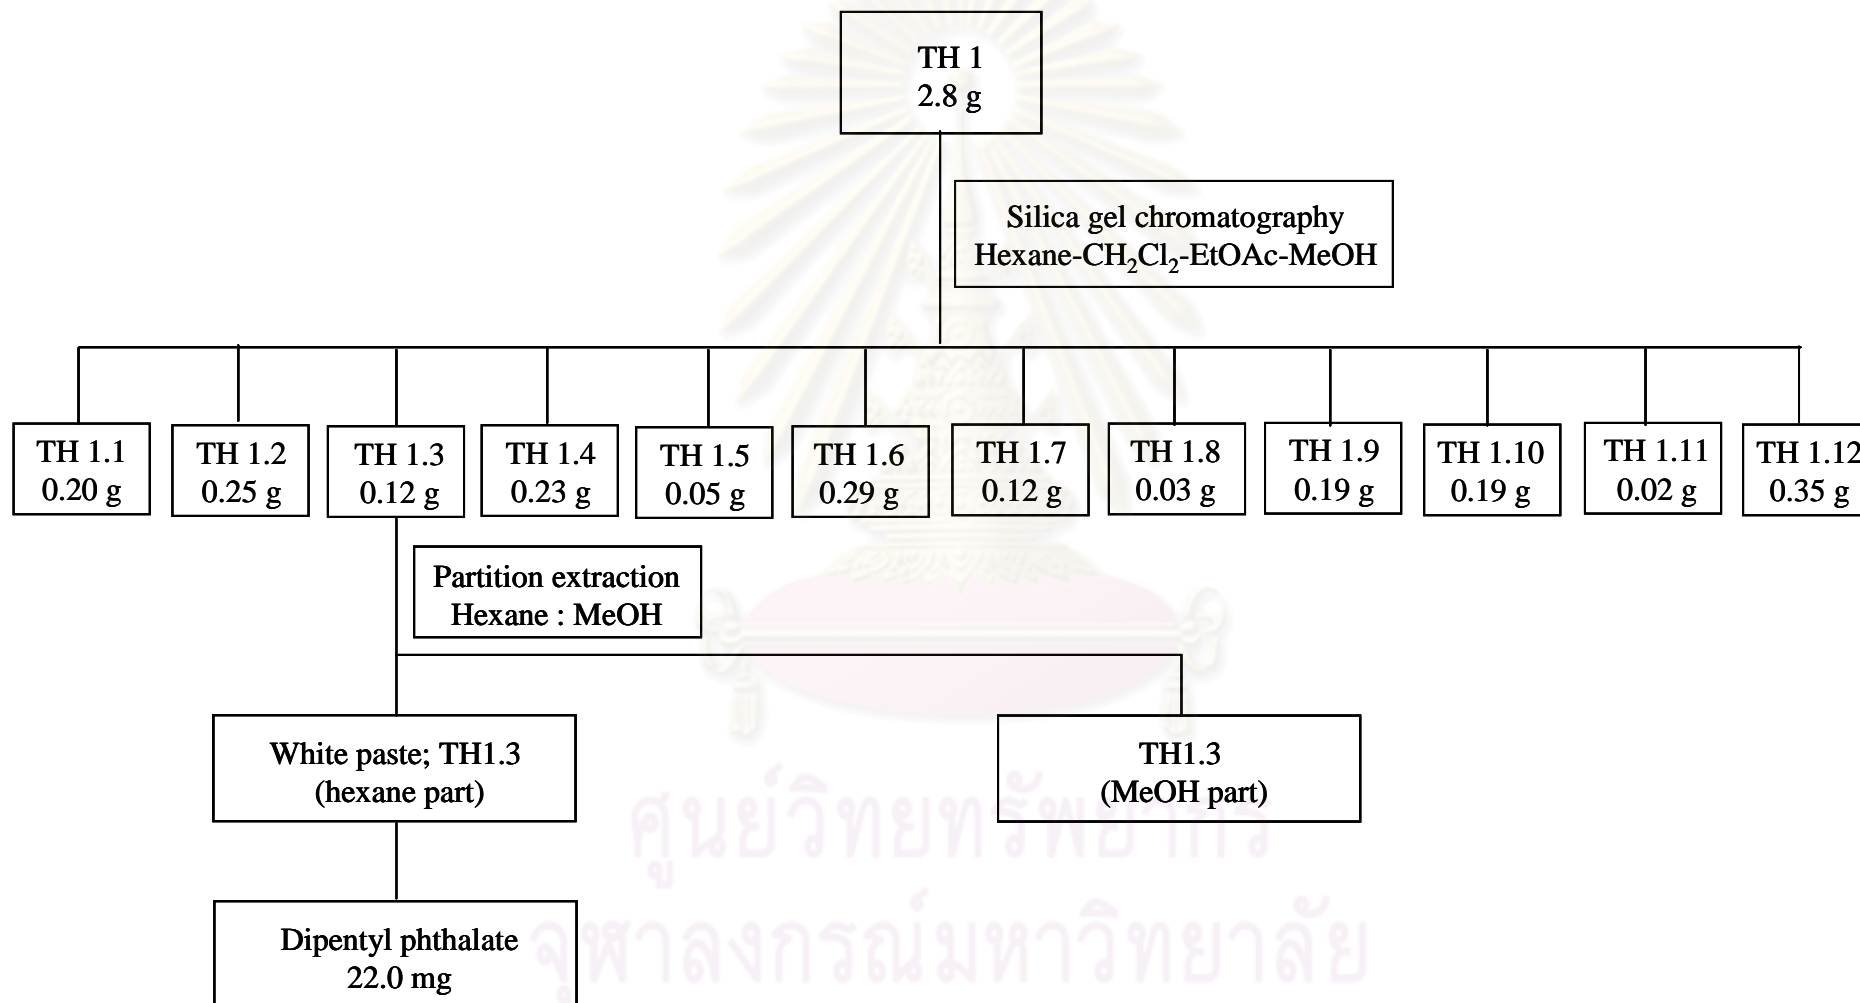 TH 1
2.8 g
Silica gel chromatography
Hexane-CH₂Cl₂-EtOAc-MeOH
TH 1.1
0.20 g
TH 1.2
0.25 g
TH 1.3
0.12 g
TH 1.4
0.23 g
TH 1.5
0.05 g
TH 1.6
0.29 g
TH 1.7
0.12 g
TH 1.8
0.03 g
TH 1.9
0.19 g
TH 1.10
0.19 g
TH 1.11
0.02 g
TH 1.12
0.35 g
Partition extraction
Hexane : MeOH
White paste; TH1.3
(hexane part)
TH1.3
(MeOH part)
Dipentyl phthalate
22.0 mg
ศูนย์วิทยทรัพยากร
จุฬาลงกรณ์มหาวิทยาลัย